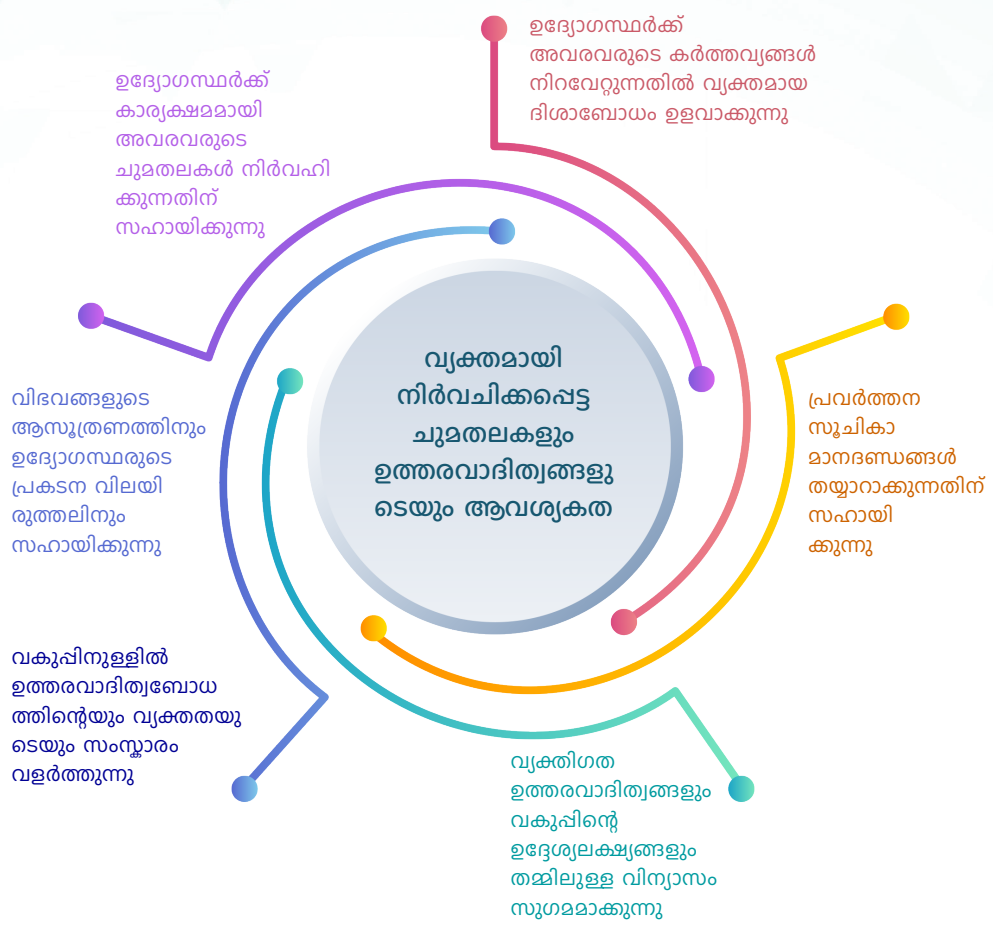 ഉദ്യോഗസ്ഥർക്ക്
അവരവരുടെ കർത്തവ്യങ്ങൾ
നിറവേറ്റുന്നതിൽ വ്യക്തമായ
ദിശാബോധം ഉളവാക്കുന്നു
ഉദ്യോഗസ്ഥർക്ക്
കാര്യക്ഷമമായി
അവരവരുടെ
ചുമതലകൾ നിർവഹി
ക്കുന്നതിന്
സഹായിക്കുന്നു
വ്യക്തമായി
നിർവചിക്കപ്പെട്ട
ചുമതലകളും
ഉത്തരവാദിത്വങ്ങളു
ടെയും ആവശ്യകത
വിഭവങ്ങളുടെ
ആസൂത്രണത്തിനും
ഉദ്യോഗസ്ഥരുടെ
പ്രകടന വിലയി
രുത്തലിനും
സഹായിക്കുന്നു
പ്രവർത്തന
സൂചികാ
മാനദണ്ഡങ്ങൾ
തയ്യാറാക്കുന്നതിന്
സഹായി
ക്കുന്നു
വകുപ്പിനുള്ളിൽ
ഉത്തരവാദിത്വബോധ
ത്തിന്റെയും വ്യക്തതയു
ടെയും സംസ്കാരം
വളർത്തുന്നു
വ്യക്തിഗത
ഉത്തരവാദിത്വങ്ങളും
വകുപ്പിന്റെ
ഉദ്ദേശ്യലക്ഷ്യങ്ങളും
തമ്മിലുള്ള വിന്യാസം
സുഗമമാക്കുന്നു